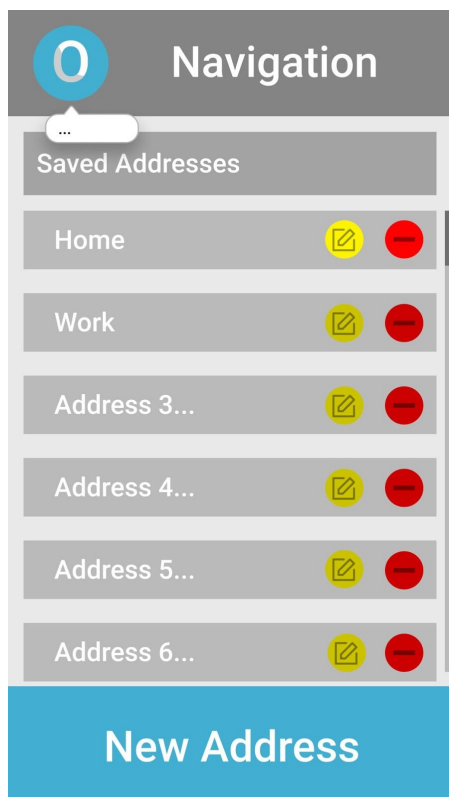 O
Navigation
...
Saved Addresses
Home
Work
Address 3...
Address 4...
Address 5...
Address 6...
New Address